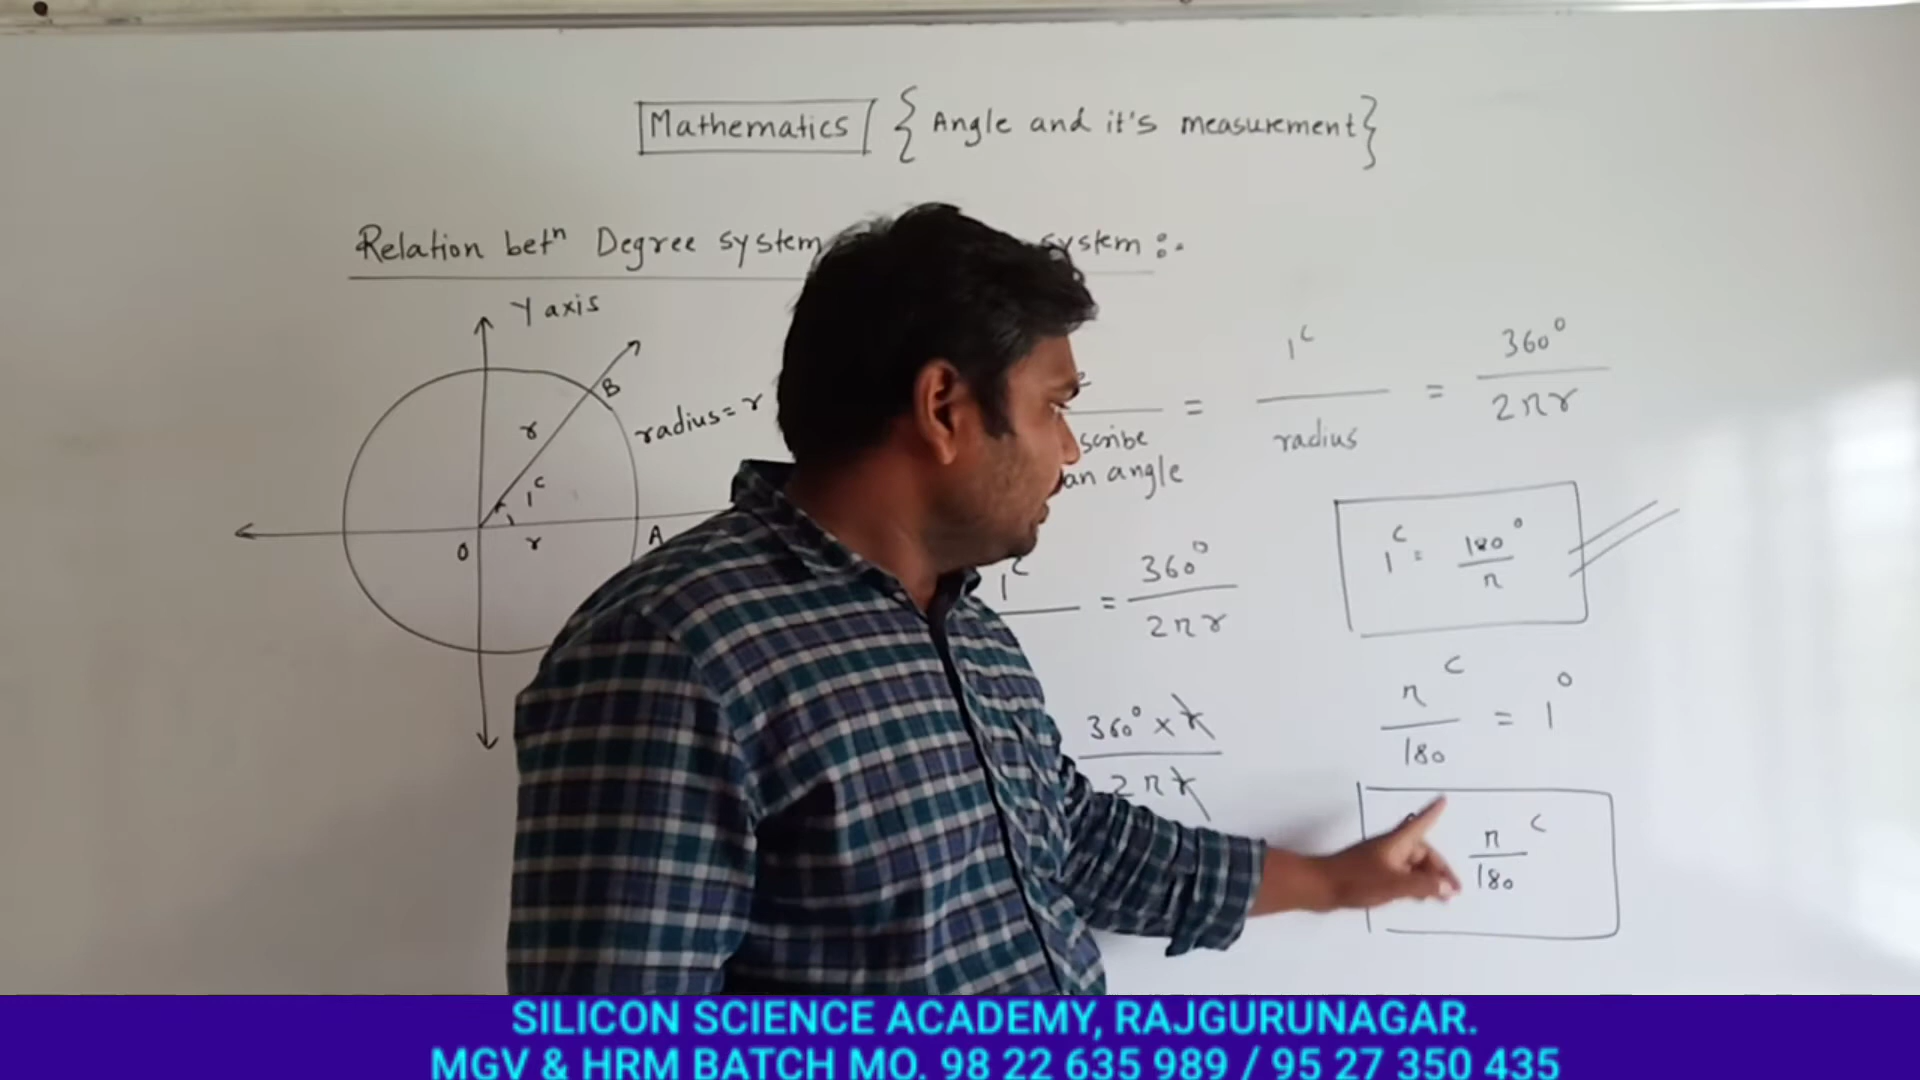 Mathematics { Angle and it's measurement }
Relation betⁿ Degree system system :-
Y axis
B
radius = r
r
1ᶜ
O
r
A
scribe
an angle
= 1ᶜ / radius = 360° / 2πr
1ᶜ = 360° / 2πr
360° × r / 2πr
1ᶜ = 180° / π
πᶜ / 180 = 1°
π / 180 ᶜ
SILICON SCIENCE ACADEMY, RAJGURUNAGAR.
MGV & HRM BATCH MO. 98 22 635 989 / 95 27 350 435